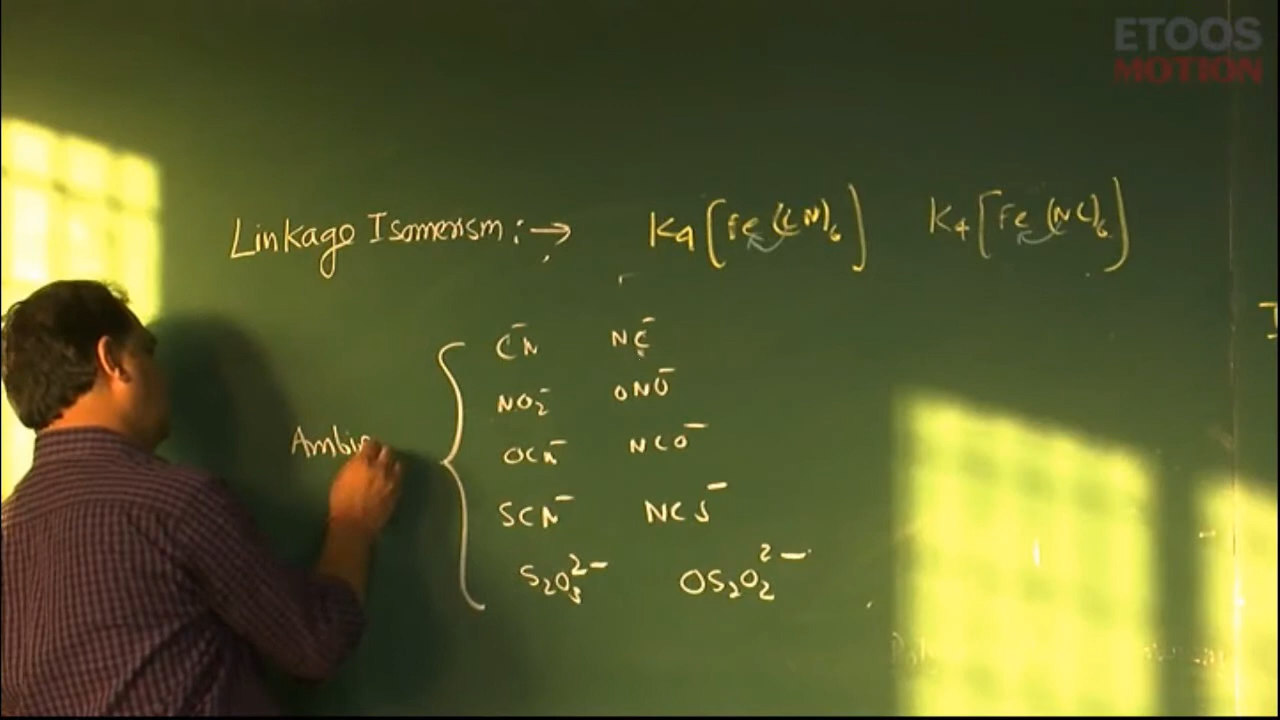 ETOOS
MOTION
Linkage Isomerism :→ K4[Fe(CN)6] K4[Fe(NC)6]
CN⁻ NC⁻
NO2⁻ ONO⁻
Ambi
OCN⁻ NCO⁻
SCN⁻ NCS⁻
S2O3²⁻ OS2O2²⁻